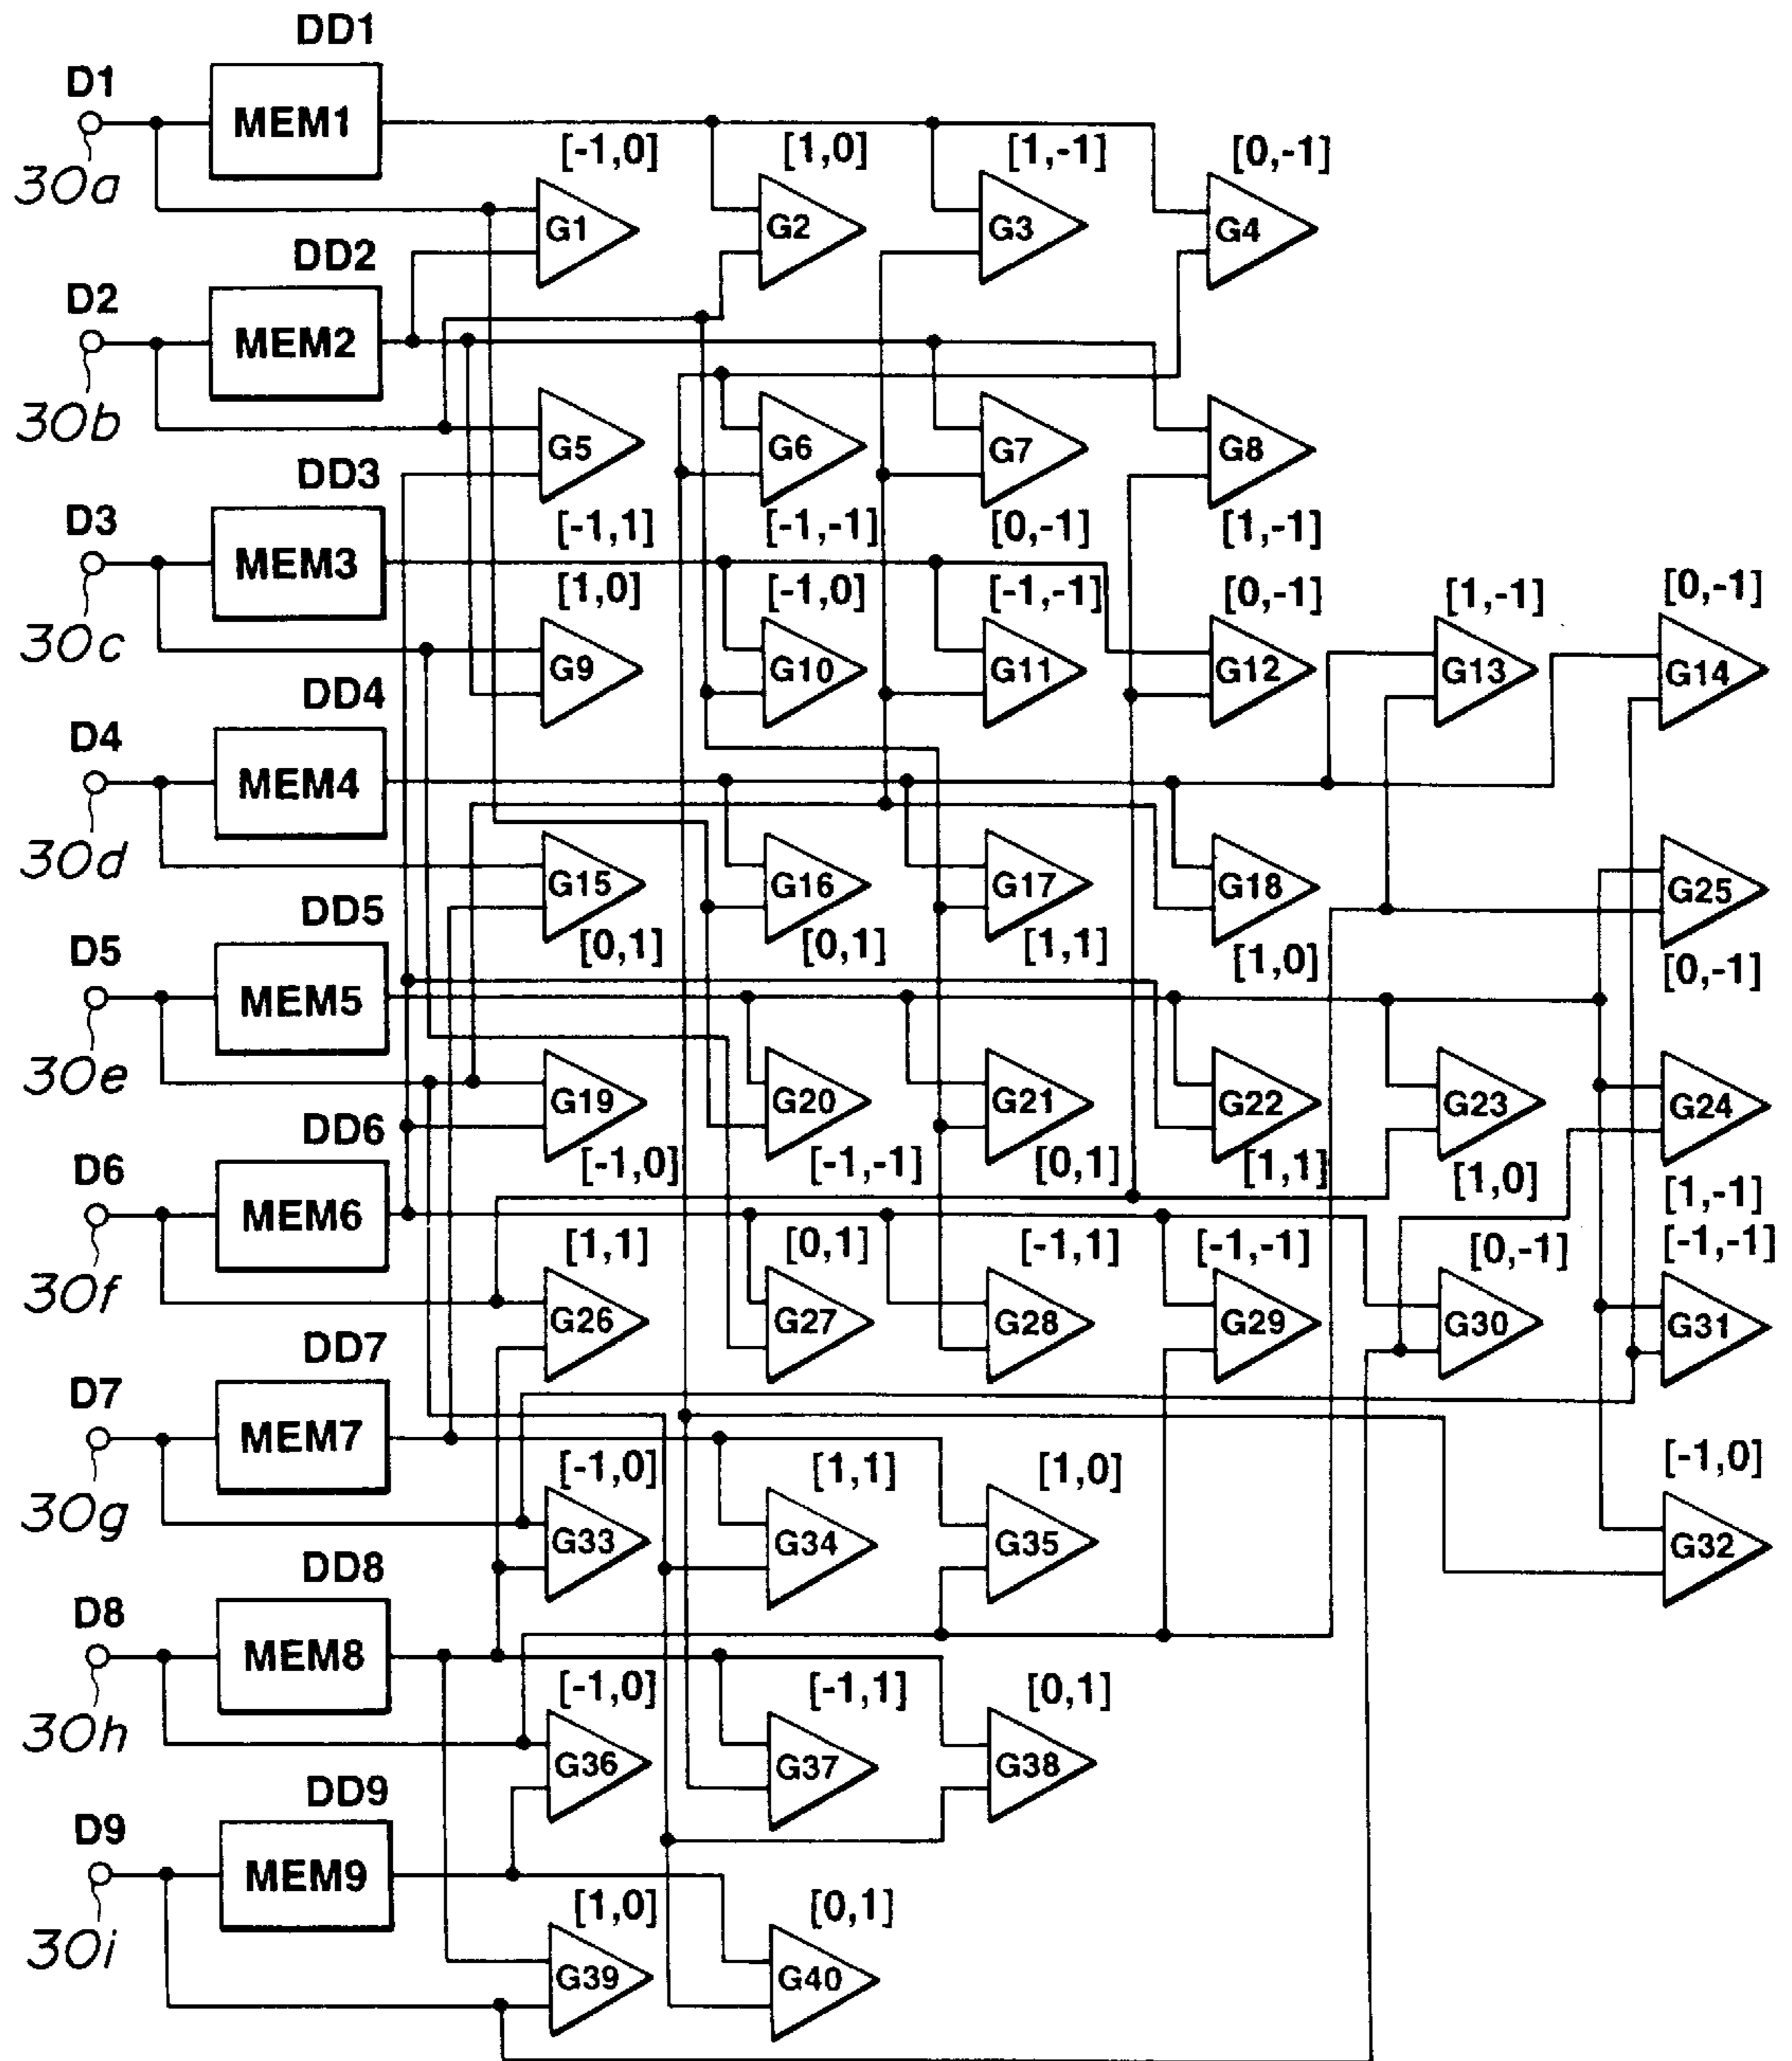 DD1
D1
MEM1
30a
[-1,0]
[1,0]
[1,-1]
[0,-1]
G1
G2
G3
G4
DD2
D2
MEM2
30b
G5
G6
G7
G8
[-1,1]
[-1,-1]
[0,-1]
[1,-1]
DD3
D3
MEM3
30c
[1,0]
[-1,0]
[-1,-1]
[0,-1]
[1,-1]
[0,-1]
G9
G10
G11
G12
G13
G14
DD4
D4
MEM4
30d
G15
G16
G17
G18
G25
[0,1]
[0,1]
[1,1]
[1,0]
[0,-1]
DD5
D5
MEM5
30e
G19
G20
G21
G22
G23
G24
[-1,0]
[-1,-1]
[0,1]
[1,1]
[1,0]
[1,-1]
DD6
D6
MEM6
30f
[1,1]
[0,1]
[-1,1]
[-1,-1]
[0,-1]
[-1,-1]
G26
G27
G28
G29
G30
G31
DD7
D7
MEM7
30g
[-1,0]
[1,1]
[1,0]
[-1,0]
G33
G34
G35
G32
DD8
D8
MEM8
30h
[-1,0]
[-1,1]
[0,1]
G36
G37
G38
DD9
D9
MEM9
30i
[1,0]
[0,1]
G39
G40